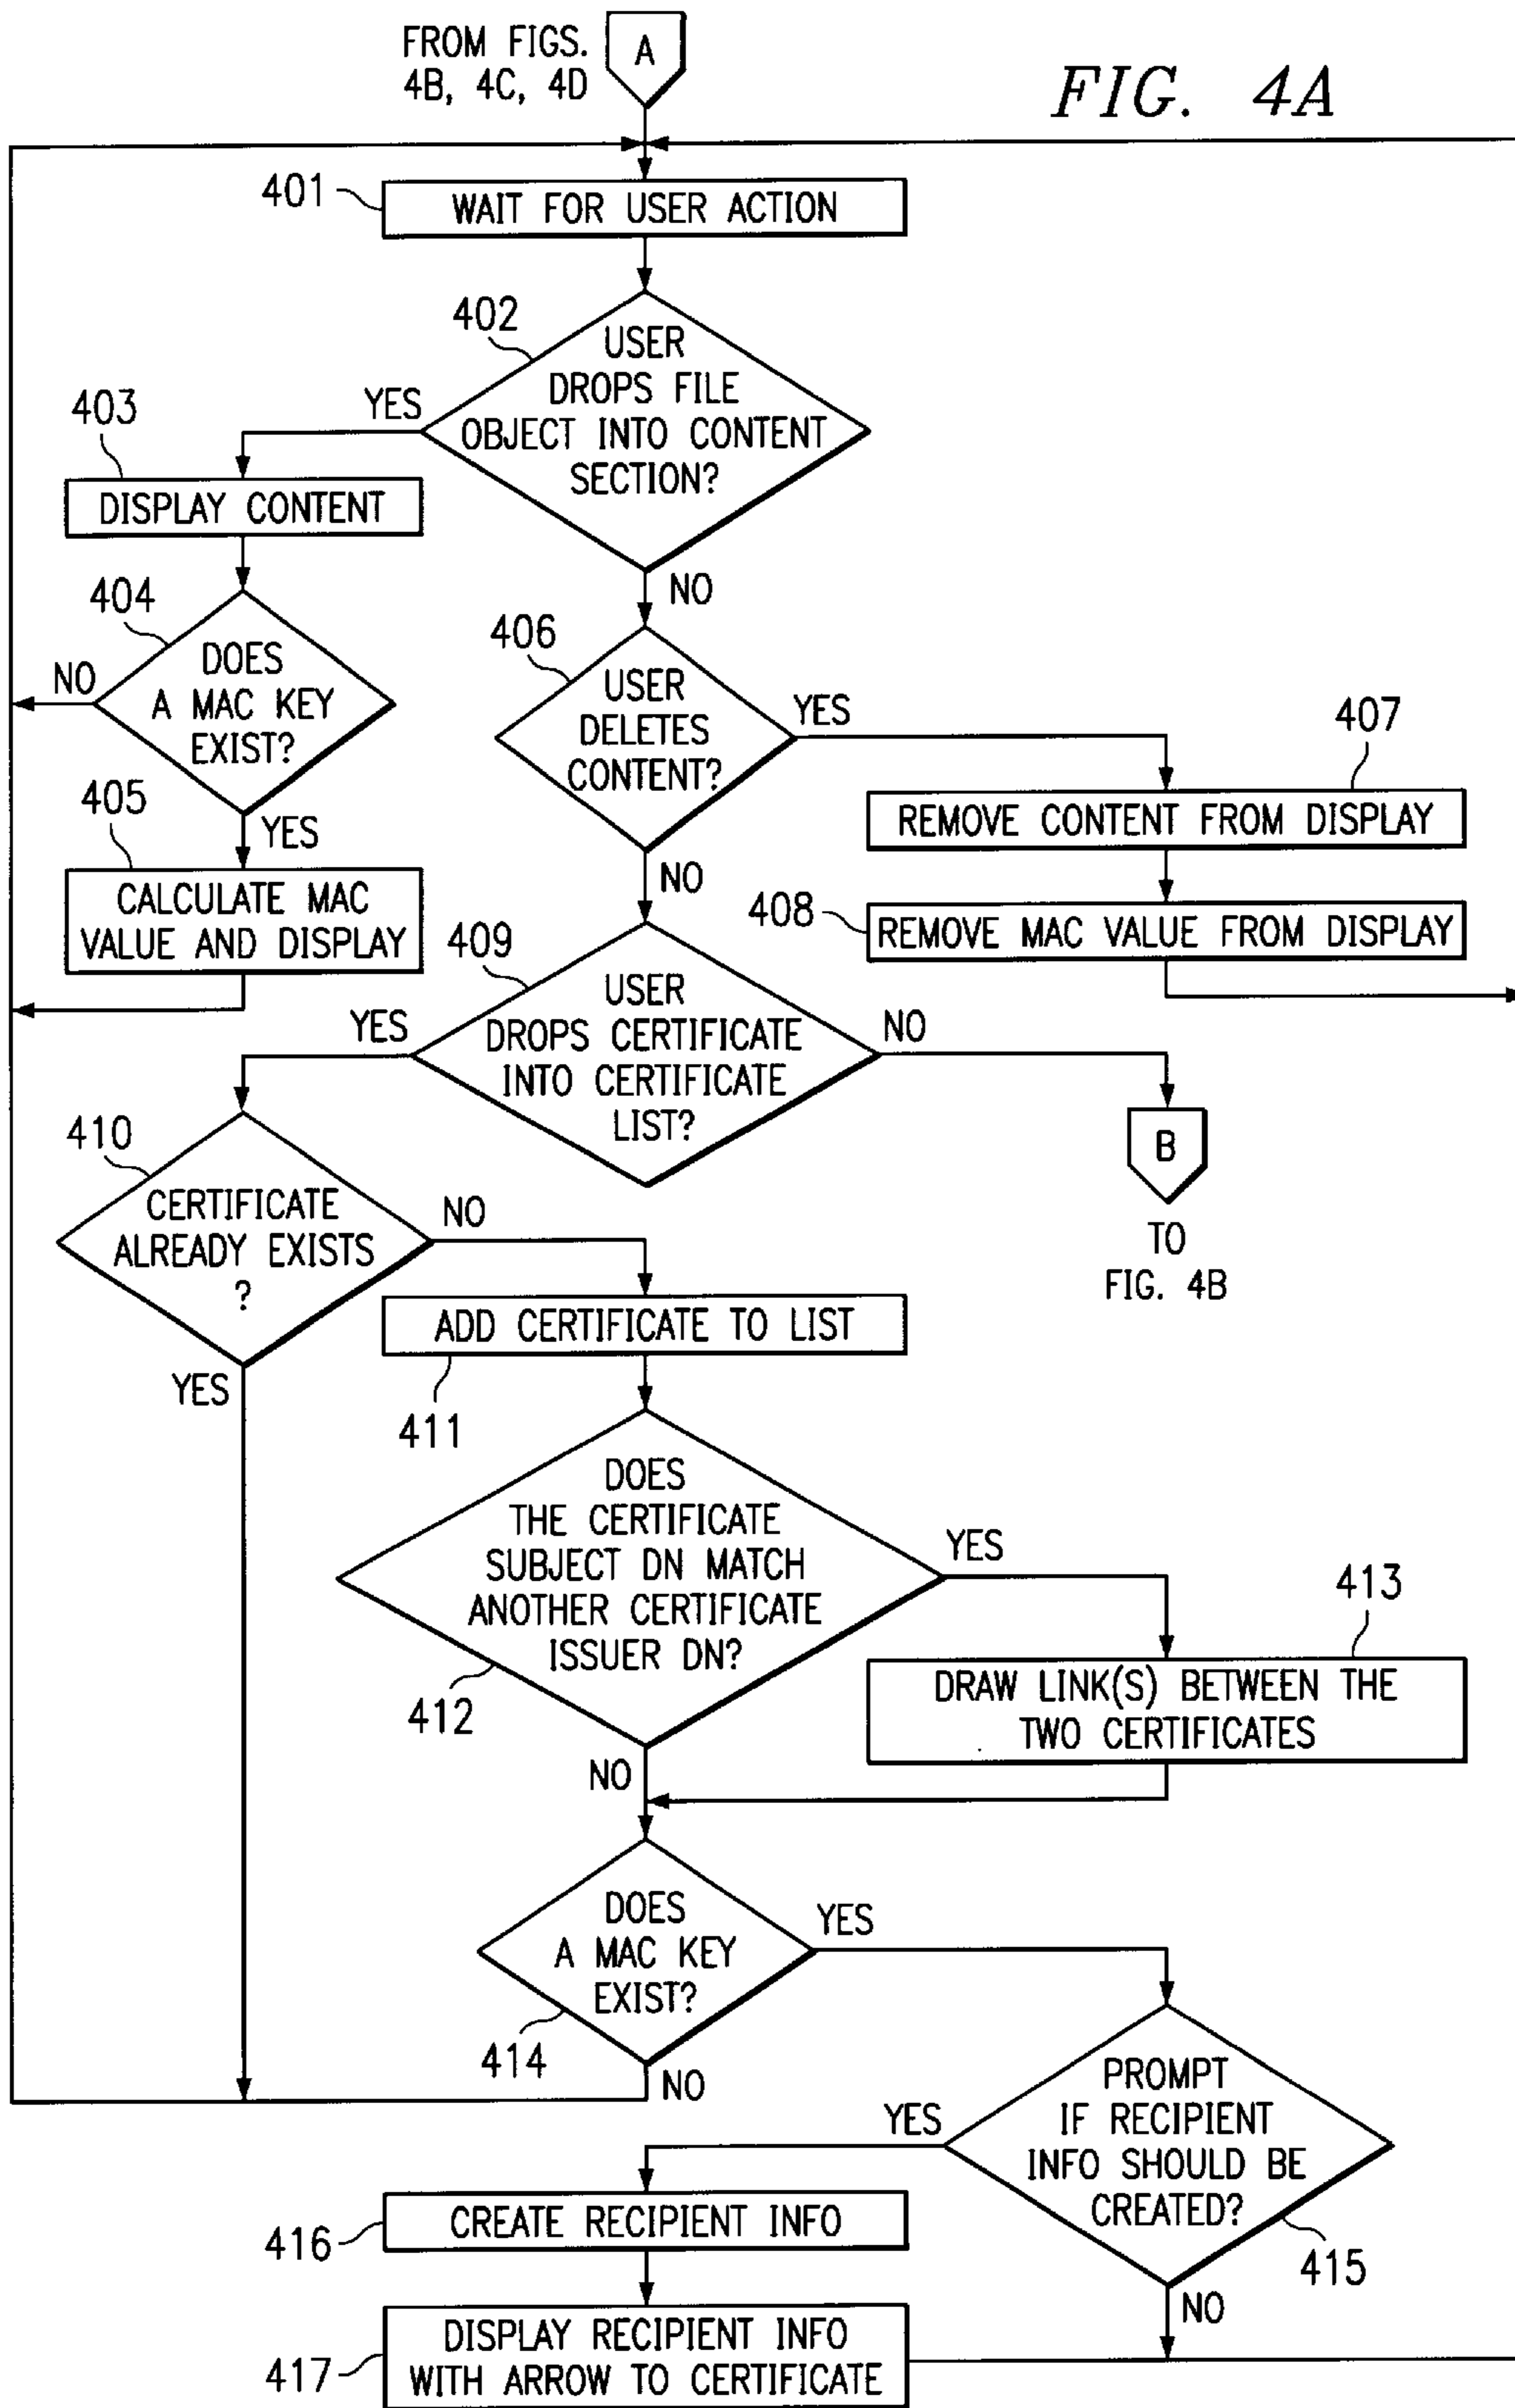 FROM FIGS.
4B, 4C, 4D
A
FIG. 4A
401
WAIT FOR USER ACTION
402
USER
DROPS FILE
OBJECT INTO CONTENT
SECTION?
YES
NO
403
DISPLAY CONTENT
404
DOES
A MAC KEY
EXIST?
NO
YES
405
CALCULATE MAC
VALUE AND DISPLAY
406
USER
DELETES
CONTENT?
YES
NO
407
REMOVE CONTENT FROM DISPLAY
408
REMOVE MAC VALUE FROM DISPLAY
409
USER
DROPS CERTIFICATE
INTO CERTIFICATE
LIST?
YES
NO
B
TO
FIG. 4B
410
CERTIFICATE
ALREADY EXISTS
?
NO
YES
ADD CERTIFICATE TO LIST
411
DOES
THE CERTIFICATE
SUBJECT DN MATCH
ANOTHER CERTIFICATE
ISSUER DN?
412
YES
NO
413
DRAW LINK(S) BETWEEN THE
TWO CERTIFICATES
DOES
A MAC KEY
EXIST?
414
YES
NO
PROMPT
IF RECIPIENT
INFO SHOULD BE
CREATED?
415
YES
NO
416
CREATE RECIPIENT INFO
417
DISPLAY RECIPIENT INFO
WITH ARROW TO CERTIFICATE